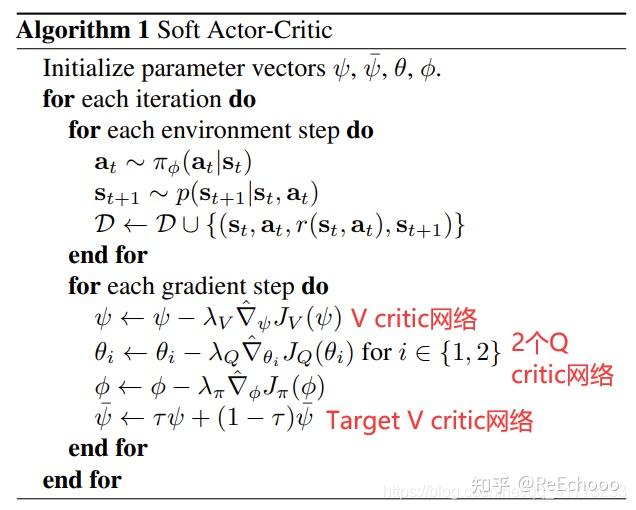 Algorithm 1 Soft Actor-Critic
Initialize parameter vectors ψ, ψ̄, θ, ϕ.
for each iteration do
for each environment step do
a_t ∼ π_ϕ(a_t|s_t)
s_{t+1} ∼ p(s_{t+1}|s_t, a_t)
𝒟 ← 𝒟 ∪ {(s_t, a_t, r(s_t, a_t), s_{t+1})}
end for
for each gradient step do
ψ ← ψ − λ_V ∇̂_ψ J_V(ψ) V critic网络
θ_i ← θ_i − λ_Q ∇̂_{θ_i} J_Q(θ_i) for i ∈ {1, 2} 2个Q
critic网络
ϕ ← ϕ − λ_π ∇̂_ϕ J_π(ϕ)
ψ̄ ← τψ + (1 − τ)ψ̄ Target V critic网络
end for
end for
知乎 @ReEchooo